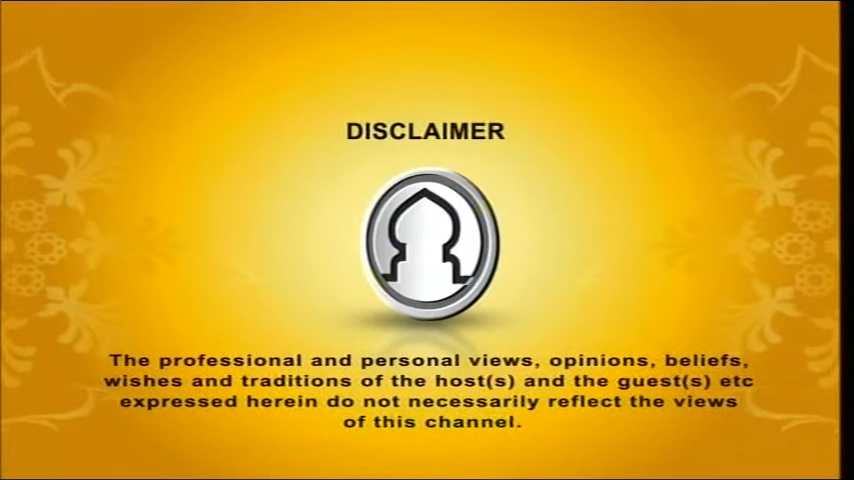 DISCLAIMER
The professional and personal views, opinions, beliefs,
wishes and traditions of the host(s) and the guest(s) etc
expressed herein do not necessarily reflect the views
of this channel.